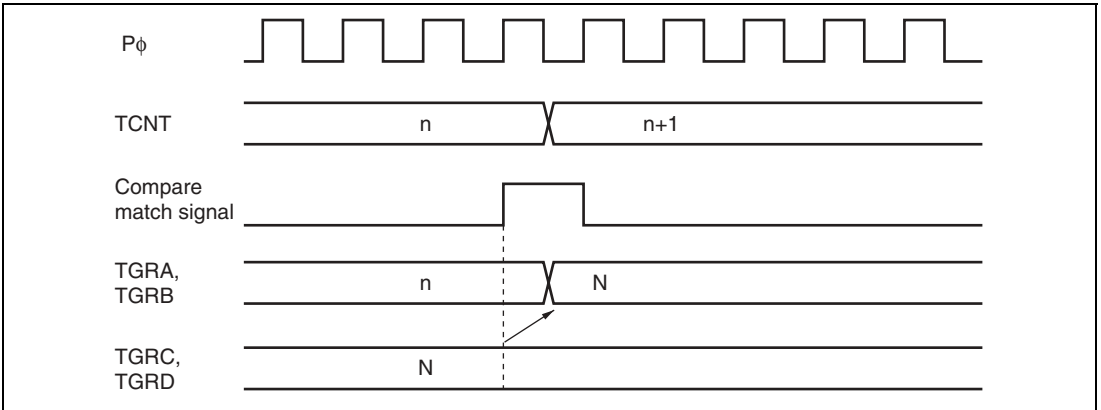 Pϕ
TCNT
n
n+1
Compare
match signal
TGRA,
TGRB
n
N
TGRC,
TGRD
N